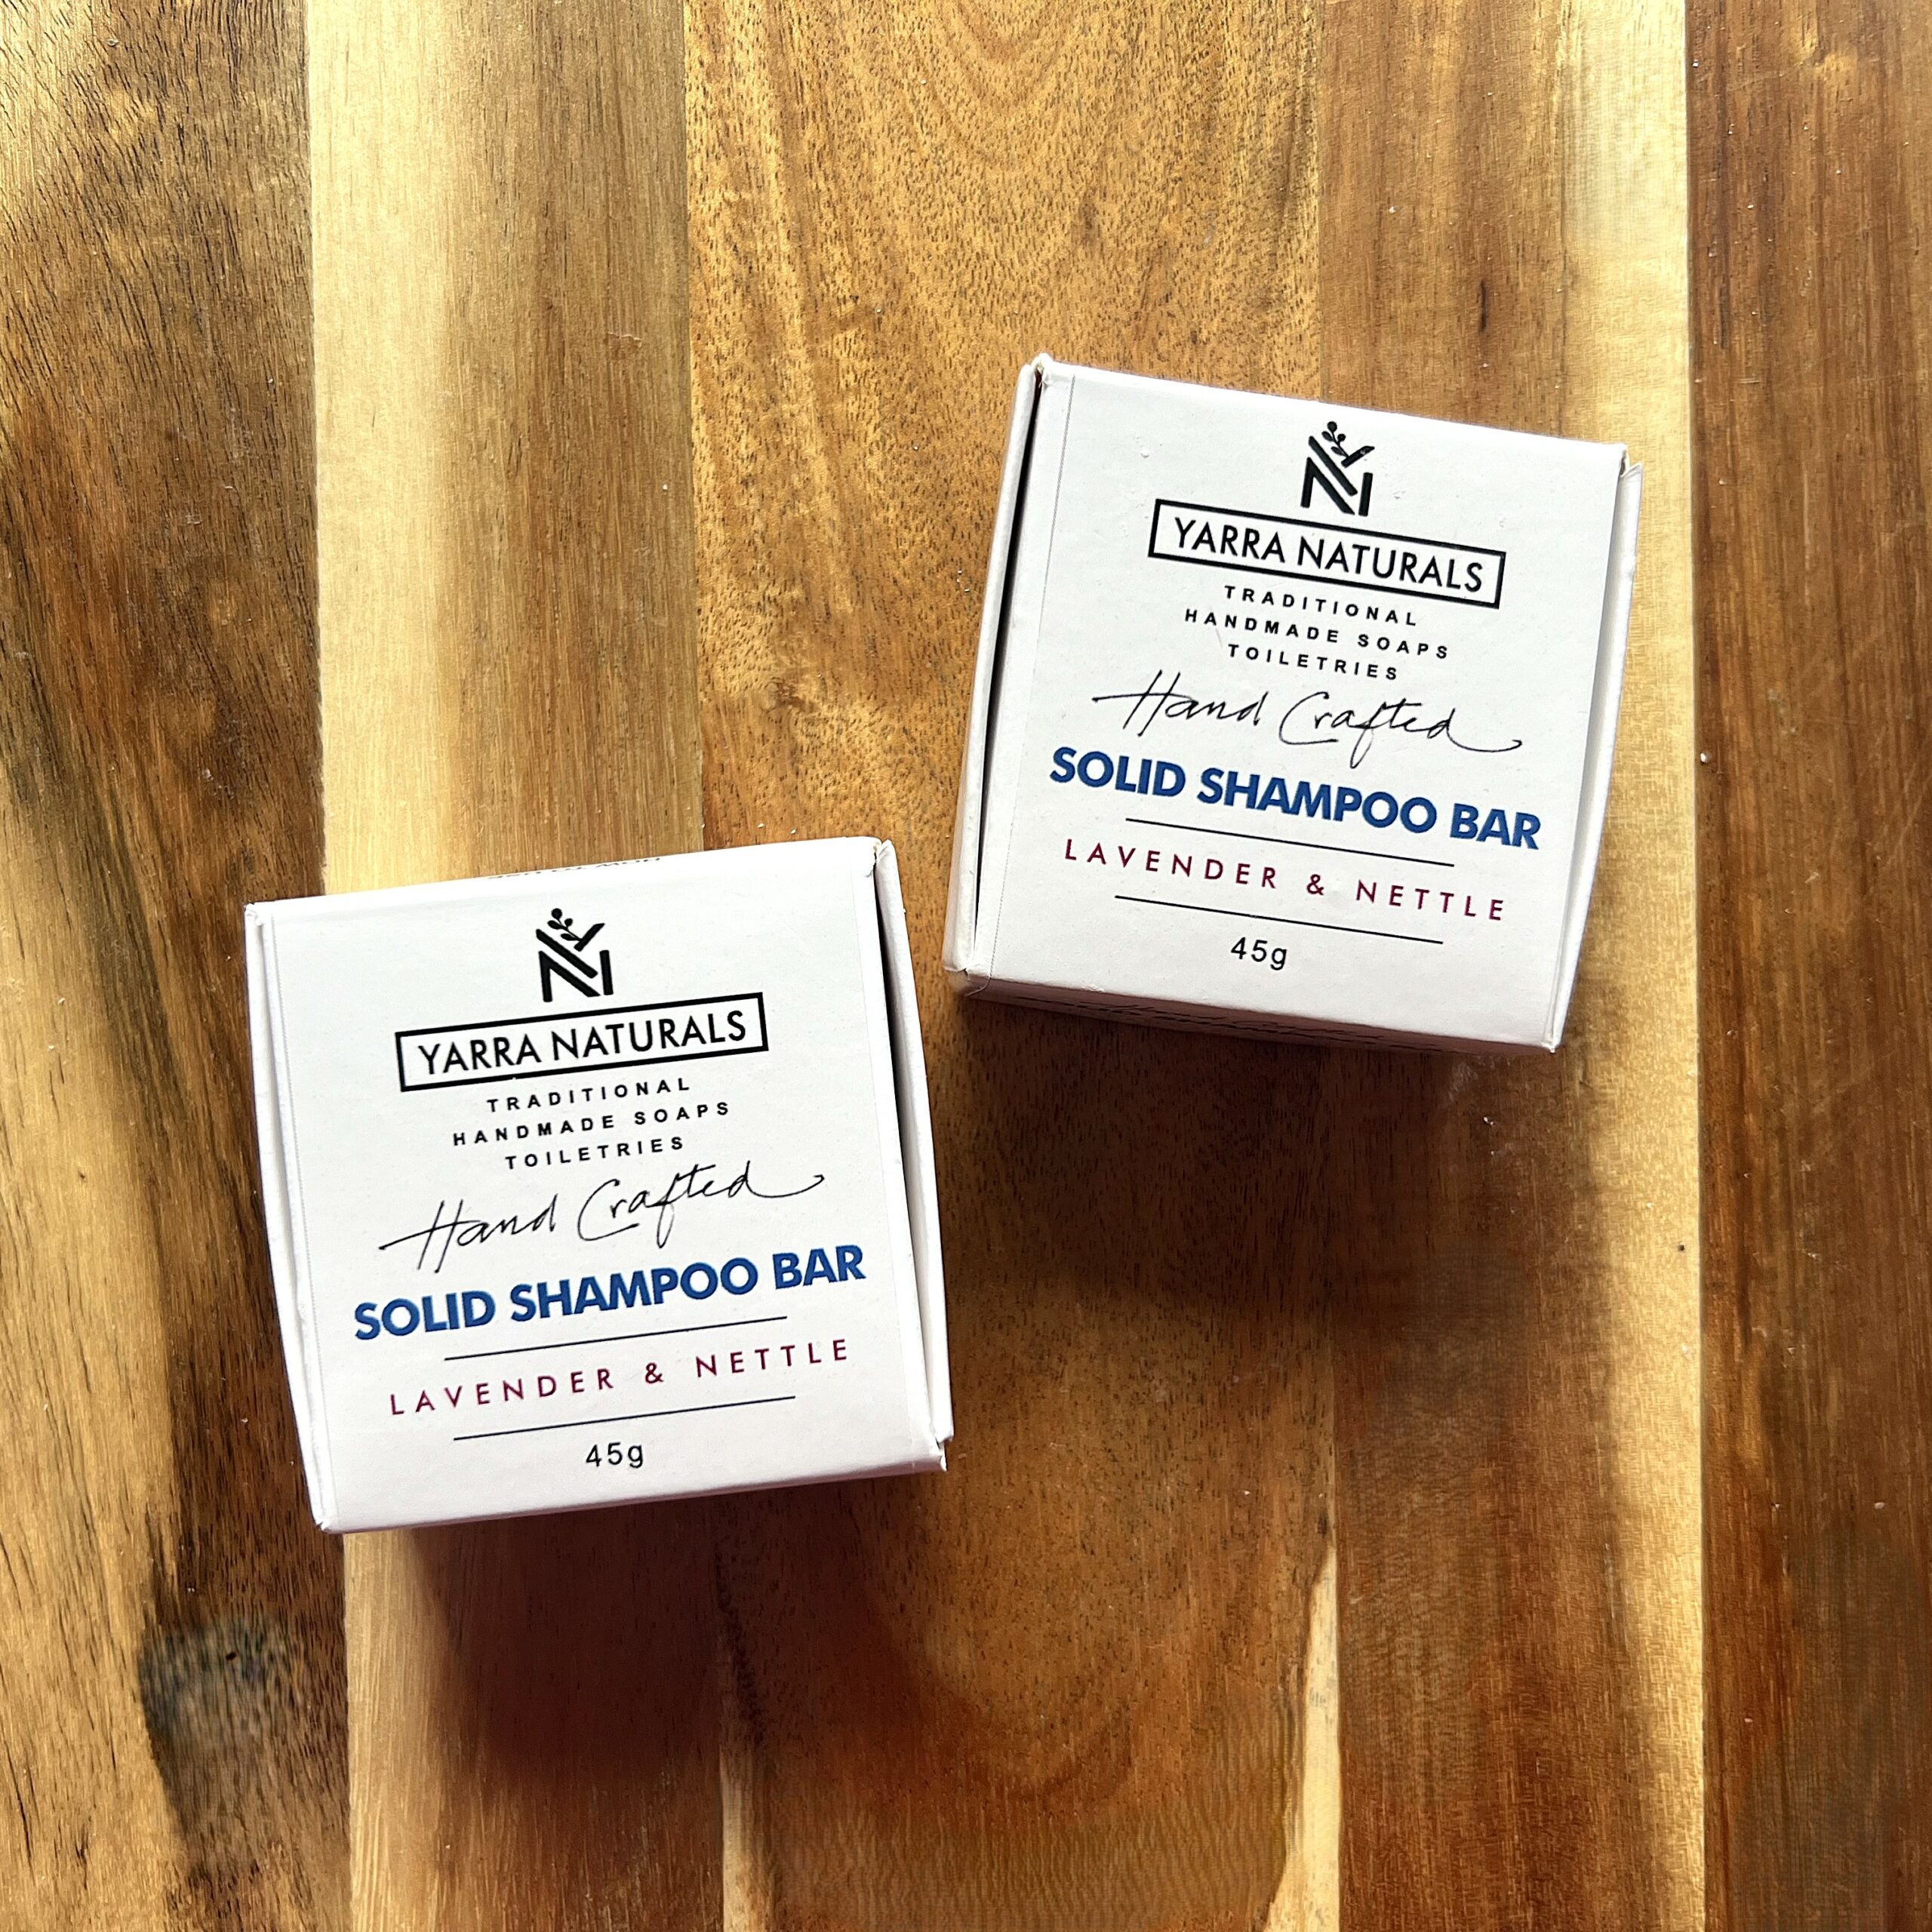 YARRA NATURALS
TRADITIONAL
HANDMADE SOAPS
TOILETRIES
Hand Crafted
SOLID SHAMPOO BAR
LAVENDER & NETTLE
45g
YARRA NATURALS
TRADITIONAL
HANDMADE SOAPS
TOILETRIES
Hand Crafted
SOLID SHAMPOO BAR
LAVENDER & NETTLE
45g